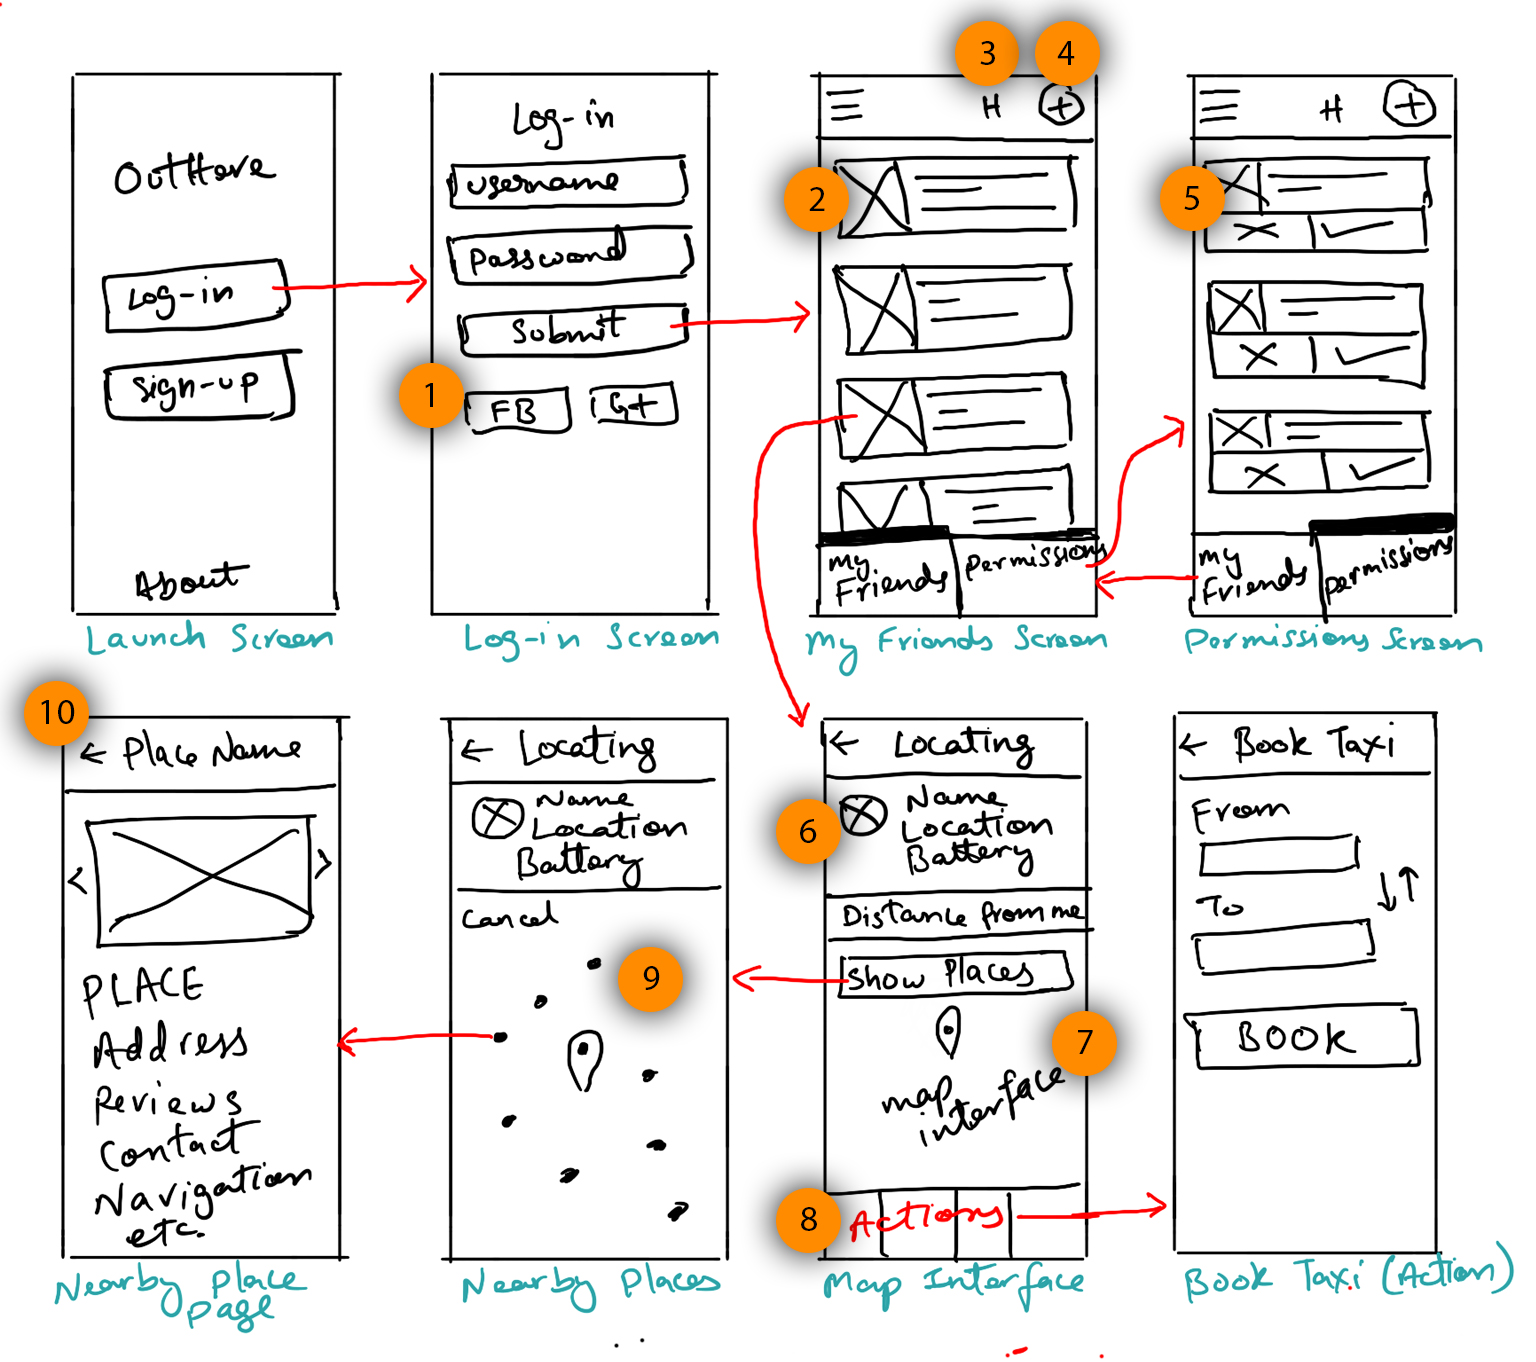 3
4
OutHere
Log-in
Sign-up
About
Launch Screen
Log-in
username
Password
Submit
1
FB
G+
Log-in Screen
H
2
My
Friends
Permissions
My Friends Screen
H
5
My
Friends
Permissions
Permissions Screen
10
← Place Name
<
>
PLACE
Address
Reviews
Contact
Navigation
etc.
Nearby Place
Page
← Locating
Name
Location
Battery
Cancel
9
Nearby Places
← Locating
6
Name
Location
Battery
Distance from me
Show Places
7
map
interface
8
Actions
Map Interface
← Book Taxi
From
To
↓↑
BOOK
Book Taxi (Action)